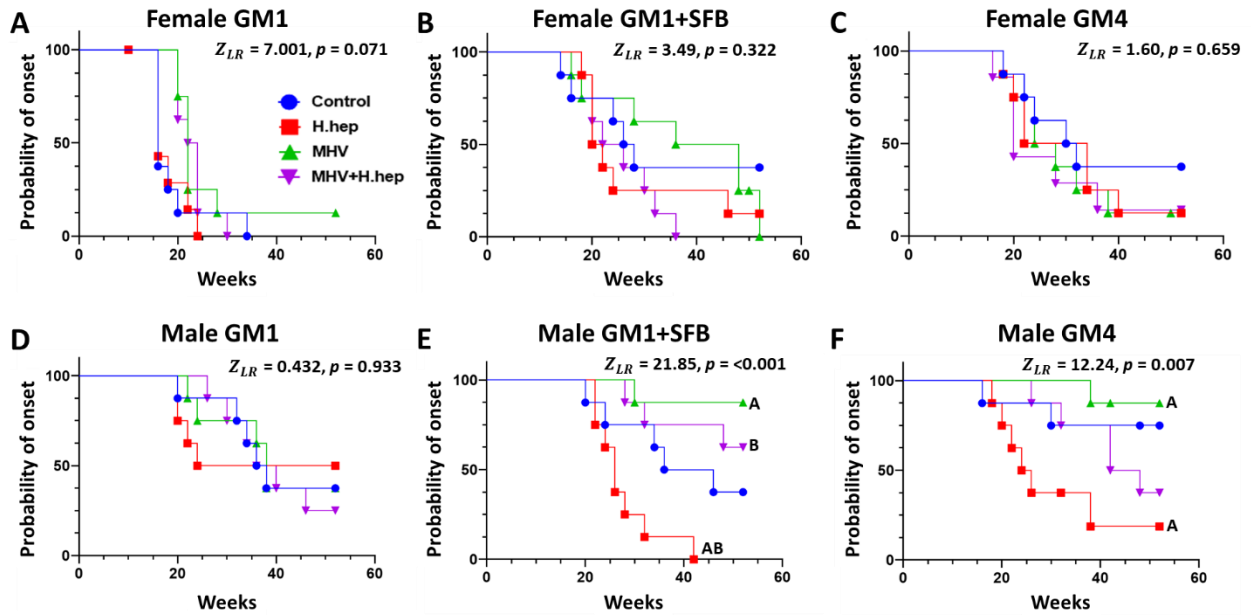 A
Female GM1
Z_LR = 7.001, p = 0.071
Probability of onset
100
50
0
0
20
40
60
Weeks
Control
H.hep
MHV
MHV+H.hep
B
Female GM1+SFB
Z_LR = 3.49, p = 0.322
Probability of onset
100
50
0
0
20
40
60
Weeks
C
Female GM4
Z_LR = 1.60, p = 0.659
Probability of onset
100
50
0
0
20
40
60
Weeks
D
Male GM1
Z_LR = 0.432, p = 0.933
Probability of onset
100
50
0
0
20
40
60
Weeks
E
Male GM1+SFB
Z_LR = 21.85, p = <0.001
Probability of onset
100
50
0
0
20
40
60
Weeks
A
B
AB
F
Male GM4
Z_LR = 12.24, p = 0.007
Probability of onset
100
50
0
0
20
40
60
Weeks
A
A